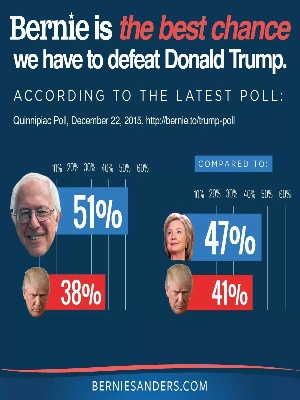 Bernie is the best chance
we have to defeat Donald Trump.
ACCORDING TO THE LATEST POLL:
Quinnipiac Poll, December 22, 2015. http://bernie.to/trump-poll
COMPARED TO:
10% 20% 30% 40% 50% 60%
51%
38%
10% 20% 30% 40% 50% 60%
47%
41%
BERNIESANDERS.COM